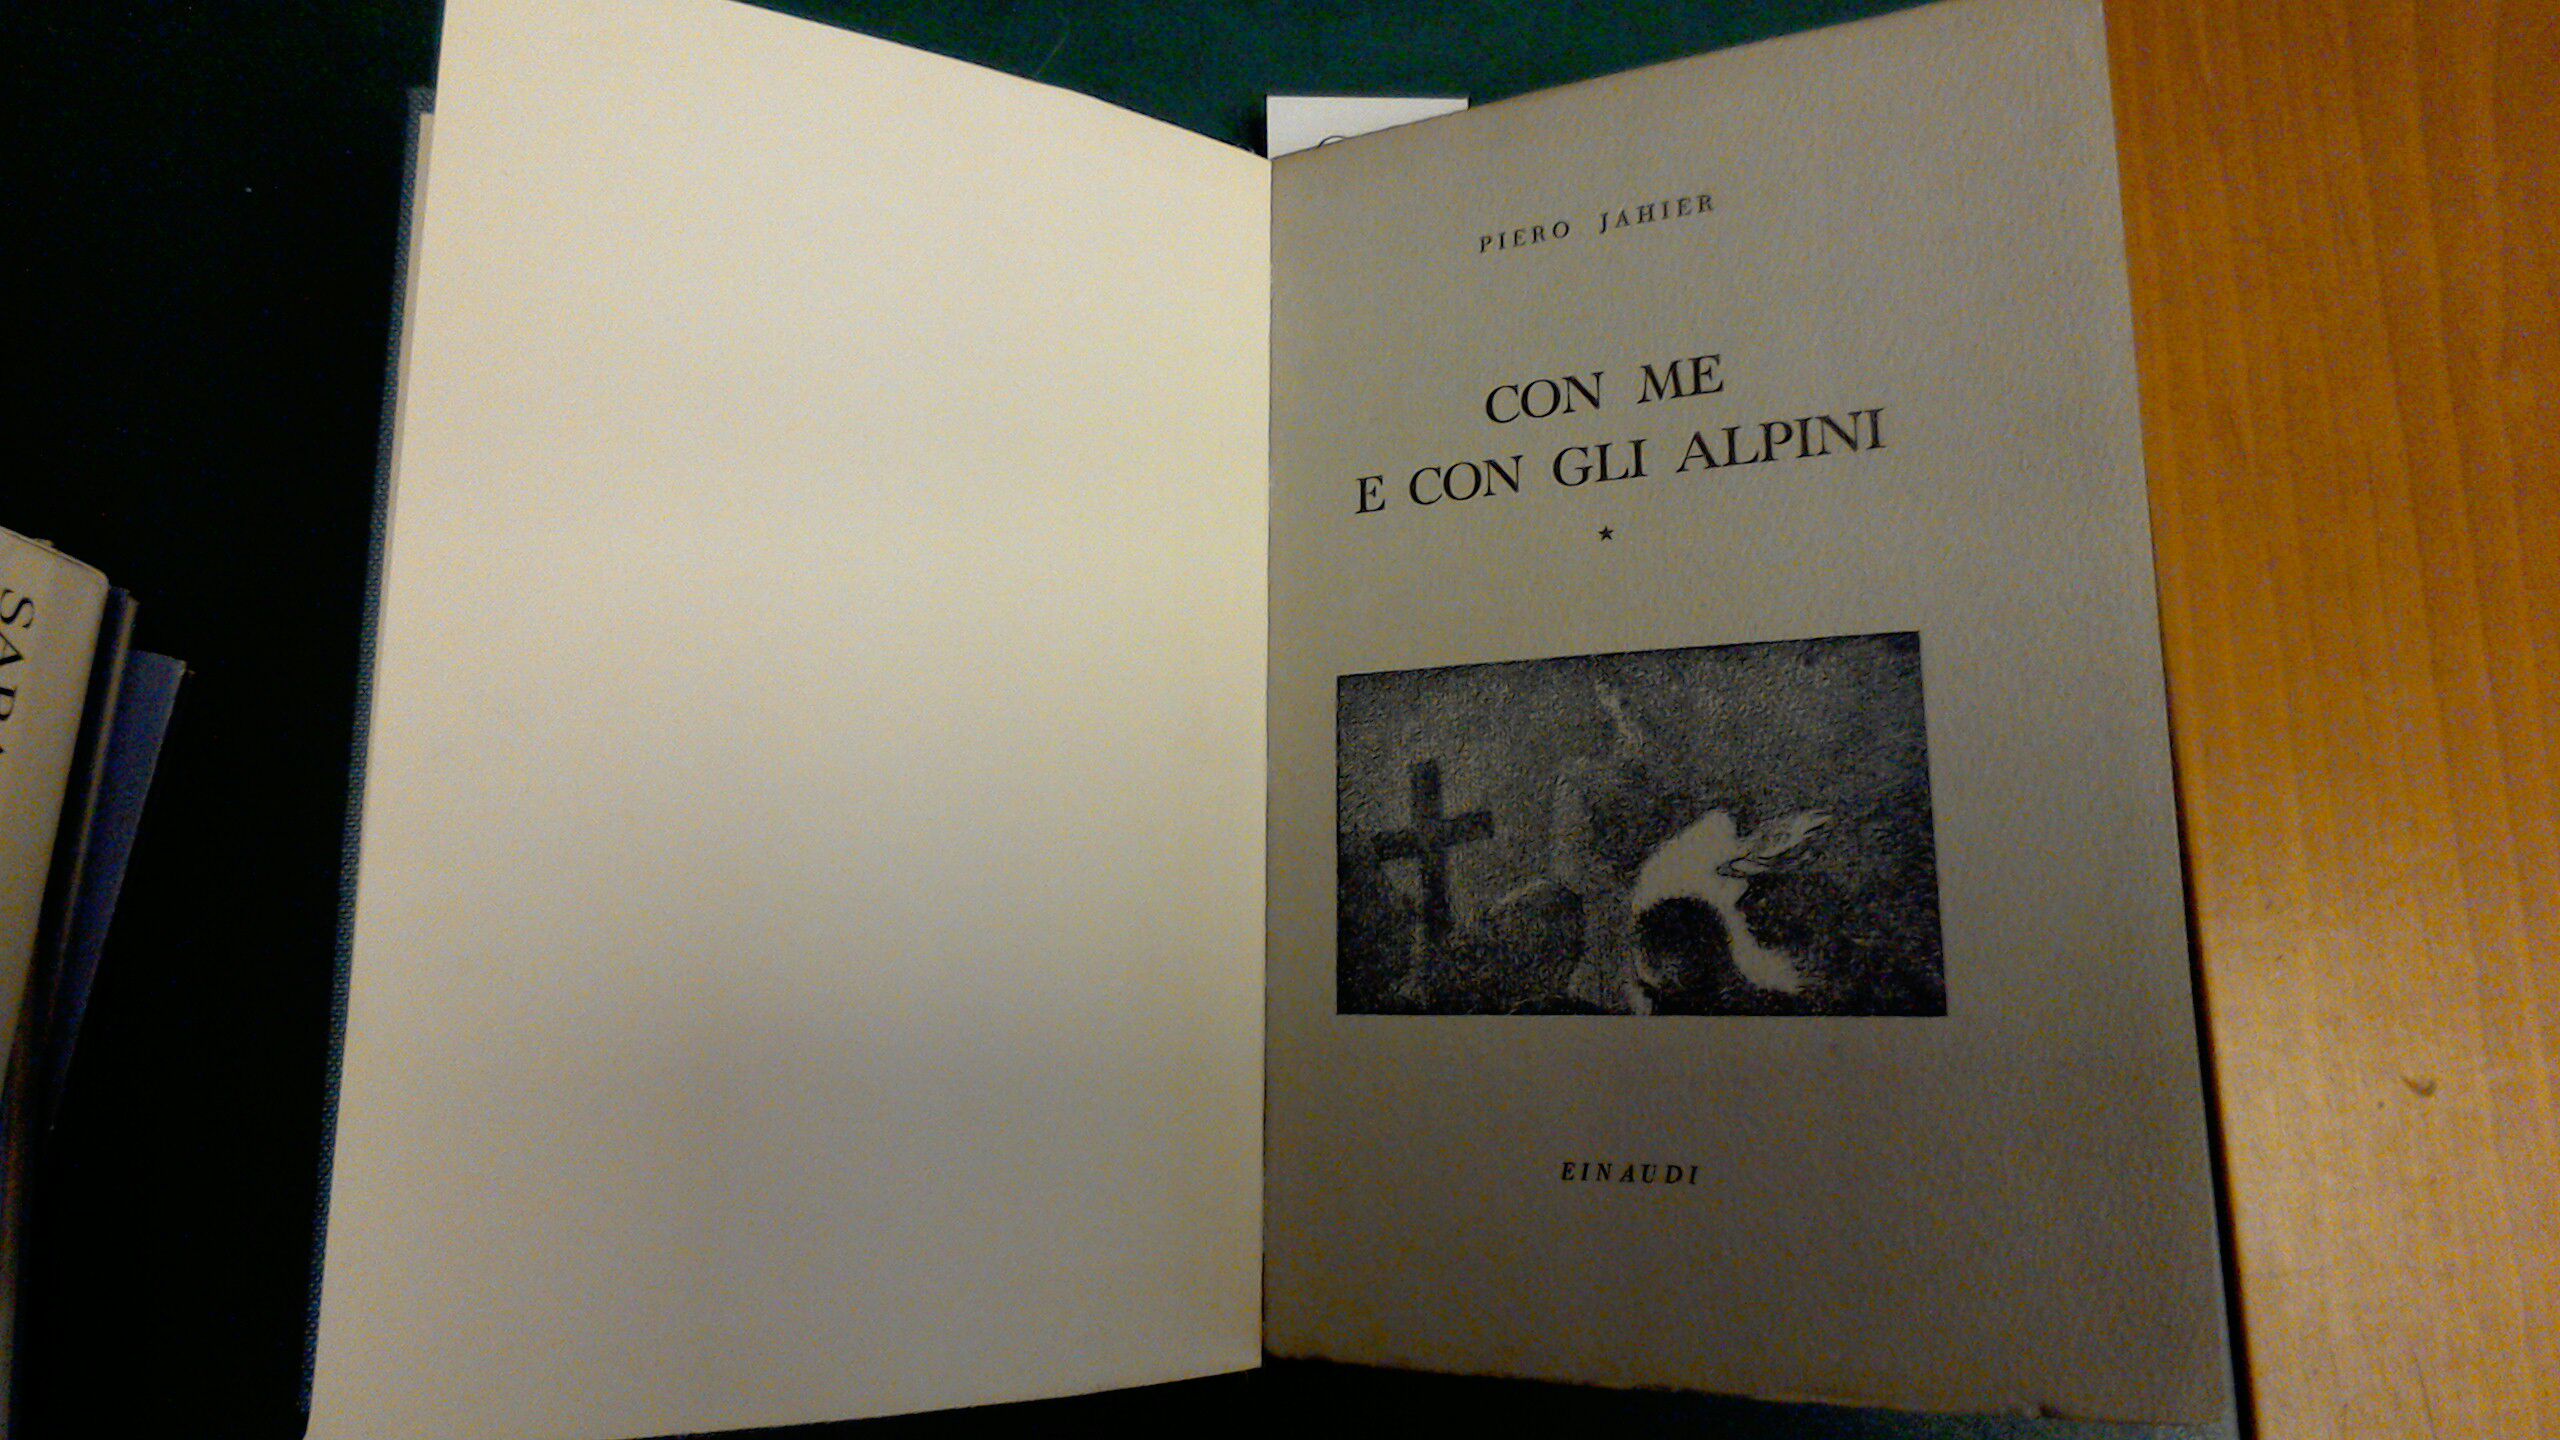 PIERO JAHIER
CON ME
E CON GLI ALPINI
★
EINAUDI